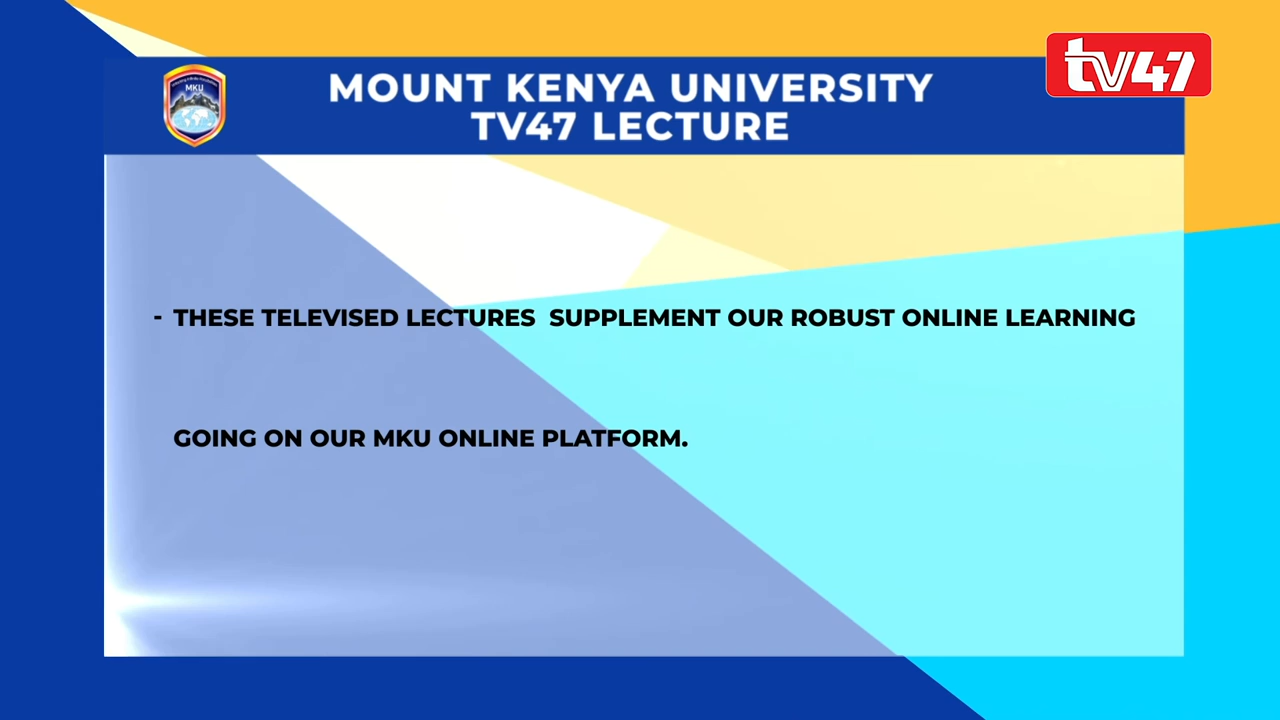 tv47
MKU
MOUNT KENYA UNIVERSITY
TV47 LECTURE
- THESE TELEVISED LECTURES SUPPLEMENT OUR ROBUST ONLINE LEARNING
GOING ON OUR MKU ONLINE PLATFORM.